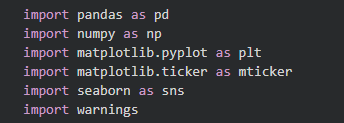 import pandas as pd
import numpy as np
import matplotlib.pyplot as plt
import matplotlib.ticker as mticker
import seaborn as sns
import warnings